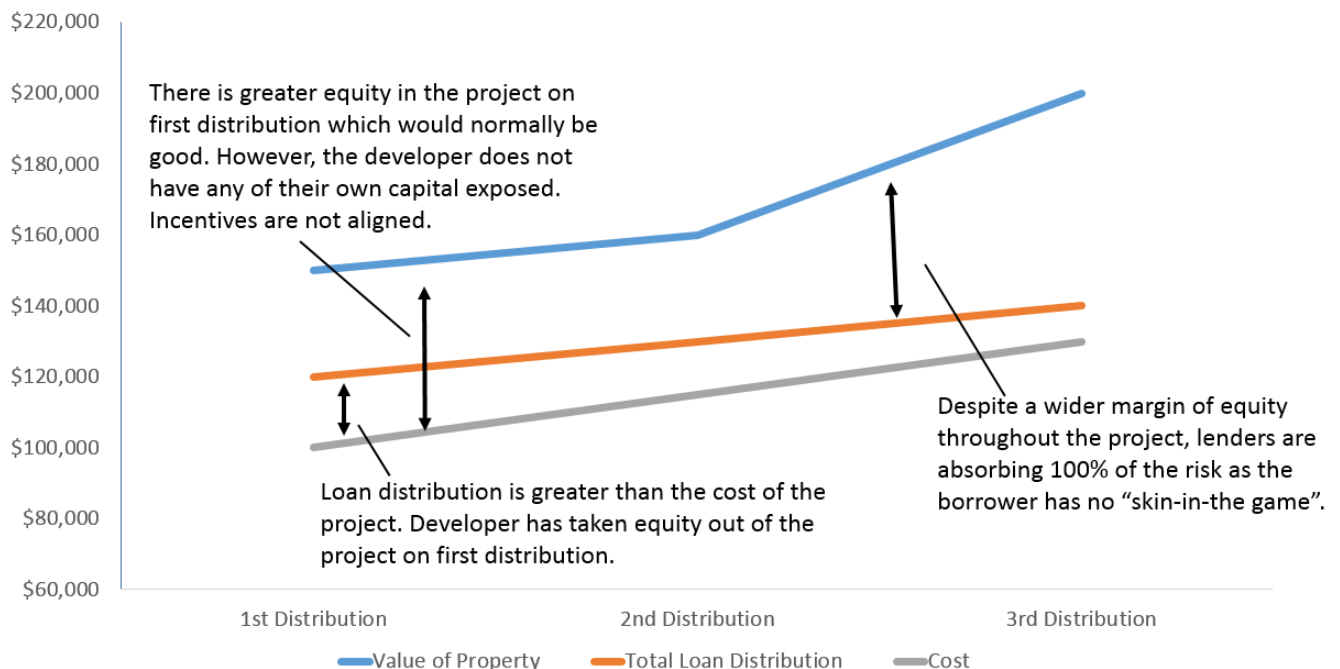 $220,000
$200,000
$180,000
$160,000
$140,000
$120,000
$100,000
$80,000
$60,000
There is greater equity in the project on
first distribution which would normally be
good. However, the developer does not
have any of their own capital exposed.
Incentives are not aligned.
Despite a wider margin of equity
throughout the project, lenders are
absorbing 100% of the risk as the
borrower has no “skin-in-the game”.
Loan distribution is greater than the cost of the
project. Developer has taken equity out of the
project on first distribution.
1st Distribution
2nd Distribution
3rd Distribution
Value of Property
Total Loan Distribution
Cost